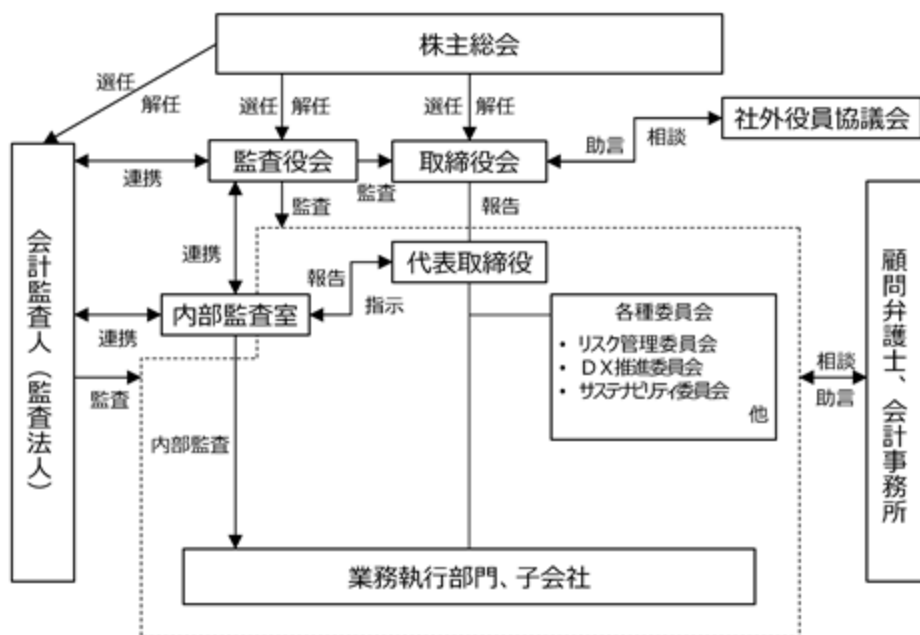 株主総会
選任
解任
選任 解任
選任 解任
社外役員協議会
助言
相談
監査役会
取締役会
連携
監査
監査
報告
連携
代表取締役
報告
指示
内部監査室
連携
監査
会計監査人（監査法人）
各種委員会
• リスク管理委員会
• ＤＸ推進委員会
• サステナビリティ委員会
他
相談
助言
顧問弁護士、会計事務所
内部監査
業務執行部門、子会社